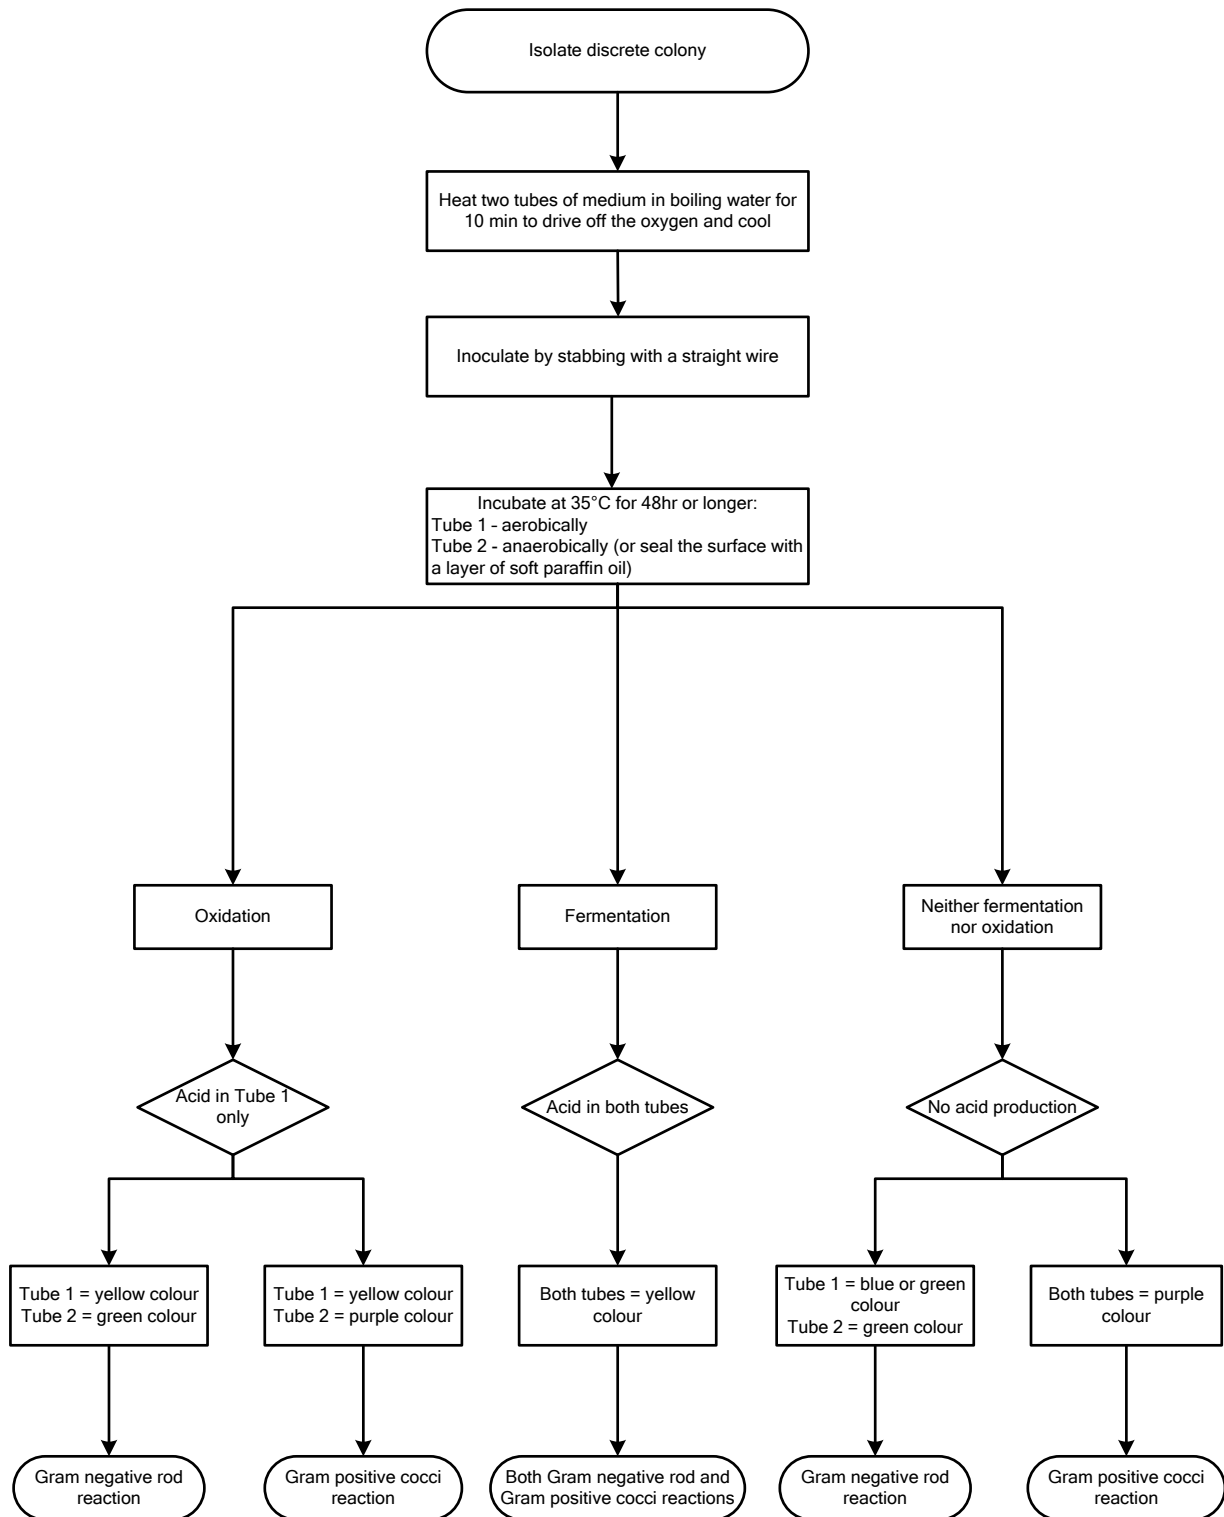 Isolate discrete colony
Heat two tubes of medium in boiling water for
10 min to drive off the oxygen and cool
Inoculate by stabbing with a straight wire
Incubate at 35°C for 48hr or longer:
Tube 1 - aerobically
Tube 2 - anaerobically (or seal the surface with
a layer of soft paraffin oil)
Oxidation
Fermentation
Neither fermentation
nor oxidation
Acid in Tube 1
only
Acid in both tubes
No acid production
Tube 1 = yellow colour
Tube 2 = green colour
Tube 1 = yellow colour
Tube 2 = purple colour
Both tubes = yellow
colour
Tube 1 = blue or green
colour
Tube 2 = green colour
Both tubes = purple
colour
Gram negative rod
reaction
Gram positive cocci
reaction
Both Gram negative rod and
Gram positive cocci reactions
Gram negative rod
reaction
Gram positive cocci
reaction